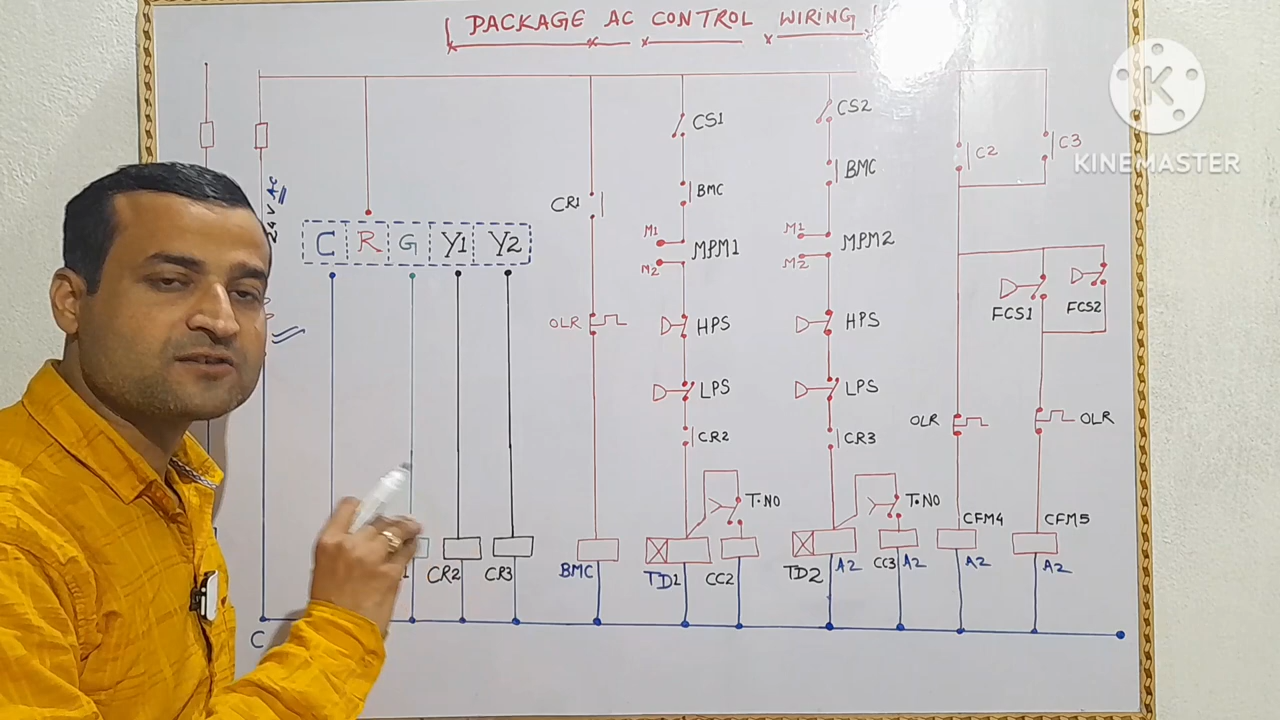 PACKAGE AC CONTROL WIRING
KINEMASTER
24V AC
C R G Y1 Y2
CR1
OLR
BMC
CS1
BMC
M1
M2
MPM1
HPS
LPS
CR2
T.NO
TD1
CC2
CS2
BMC
M1
M2
MPM2
HPS
LPS
CR3
T.NO
TD2
A2
CC3
A2
C2
C3
FCS1
FCS2
OLR
OLR
CFM4
A2
CFM5
A2
1
CR2
CR3
C